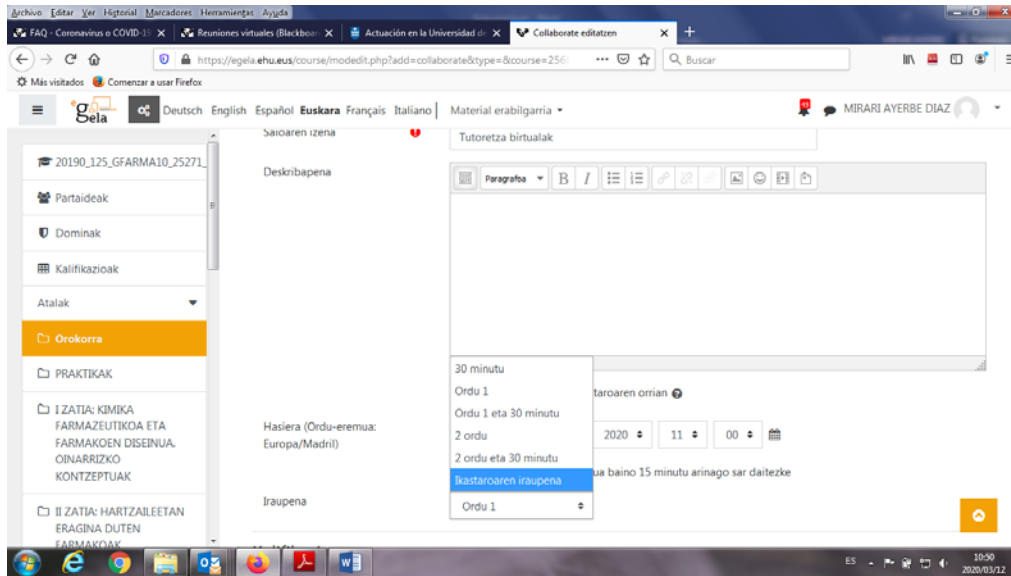 Archivo Editar Ver Historial Marcadores Herramientas Ayuda
FAQ - Coronavirus o COVID-19
Reuniones virtuales (Blackboar
Actuación en la Universidad de
Collaborate editatzen
https://egela.ehu.eus/course/modedit.php?add=collaborate&type=&course=256
Buscar
Más visitados Comenzar a usar Firefox
eGela Deutsch English Español Euskara Français Italiano Material erabilgarria
MIRARI AYERBE DIAZ
Saioaren izena
Tutoretza birtualak
20190_125_GFARMA10_25271_
Deskribapena
Paragrafoa B I
Partaideak
Dominak
Kalifikazioak
Atalak
Orokorra
PRAKTIKAK
I ZATIA: KIMIKA
FARMAZEUTIKOA ETA
FARMAKOEN DISEINUA.
OINARRIZKO
KONTZEPTUAK
II ZATIA: HARTZAILEETAN
ERAGINA DUTEN
FARMAKOAK
30 minutu
Ordu 1
Ordu 1 eta 30 minutu
2 ordu
2 ordu eta 30 minutu
Ikastaroaren iraupena
taroaren orrian
Hasiera (Ordu-eremua:
Europa/Madril)
2020 11 00
ua baino 15 minutu arinago sar daitezke
Iraupena
Ordu 1
ES
10:50
2020/03/12